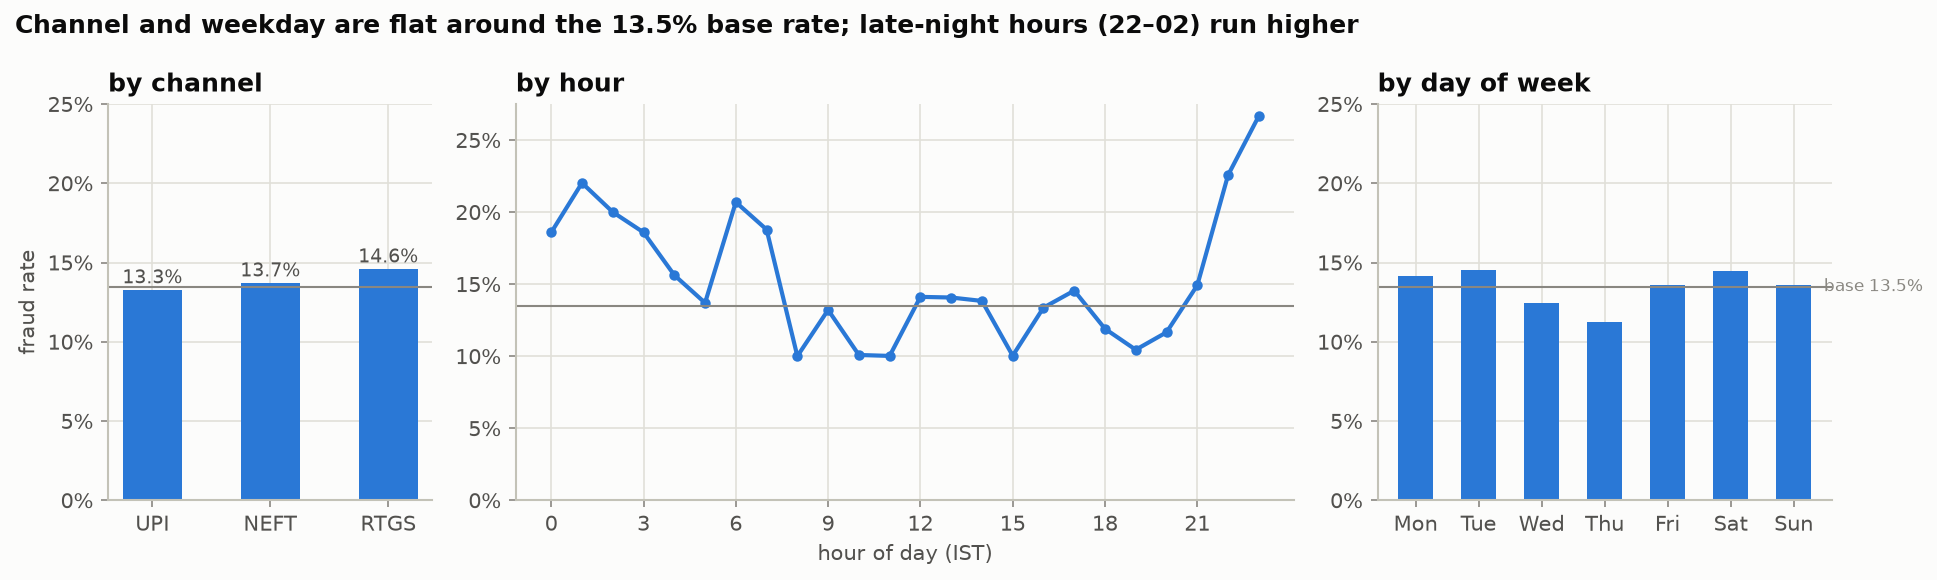 Channel and weekday are flat around the 13.5% base rate; late-night hours (22–02) run higher
by channel
fraud rate
25%
20%
15%
10%
5%
0%
13.3%
13.7%
14.6%
UPI
NEFT
RTGS
by hour
25%
20%
15%
10%
5%
0%
0
3
6
9
12
15
18
21
hour of day (IST)
by day of week
25%
20%
15%
10%
5%
0%
base 13.5%
Mon
Tue
Wed
Thu
Fri
Sat
Sun